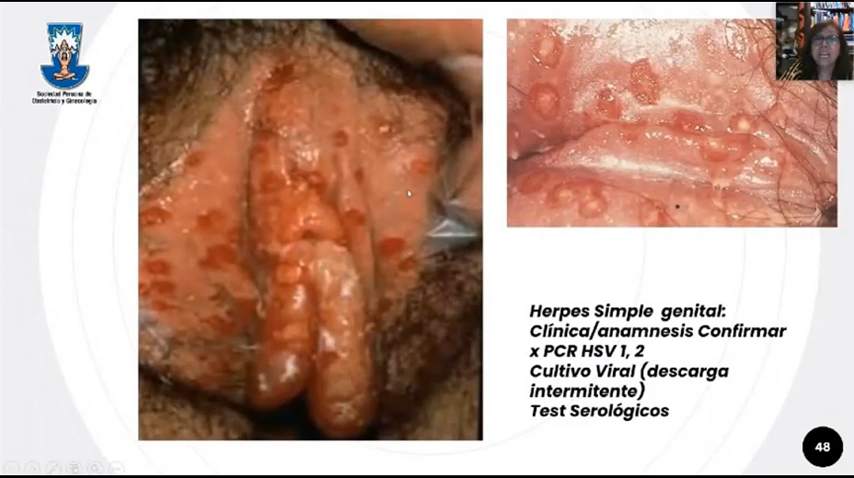 Sociedad Peruana de
Obstetricia y Ginecología
Herpes Simple genital:
Clínica/anamnesis Confirmar
x PCR HSV 1, 2
Cultivo Viral (descarga
intermitente)
Test Serológicos
48